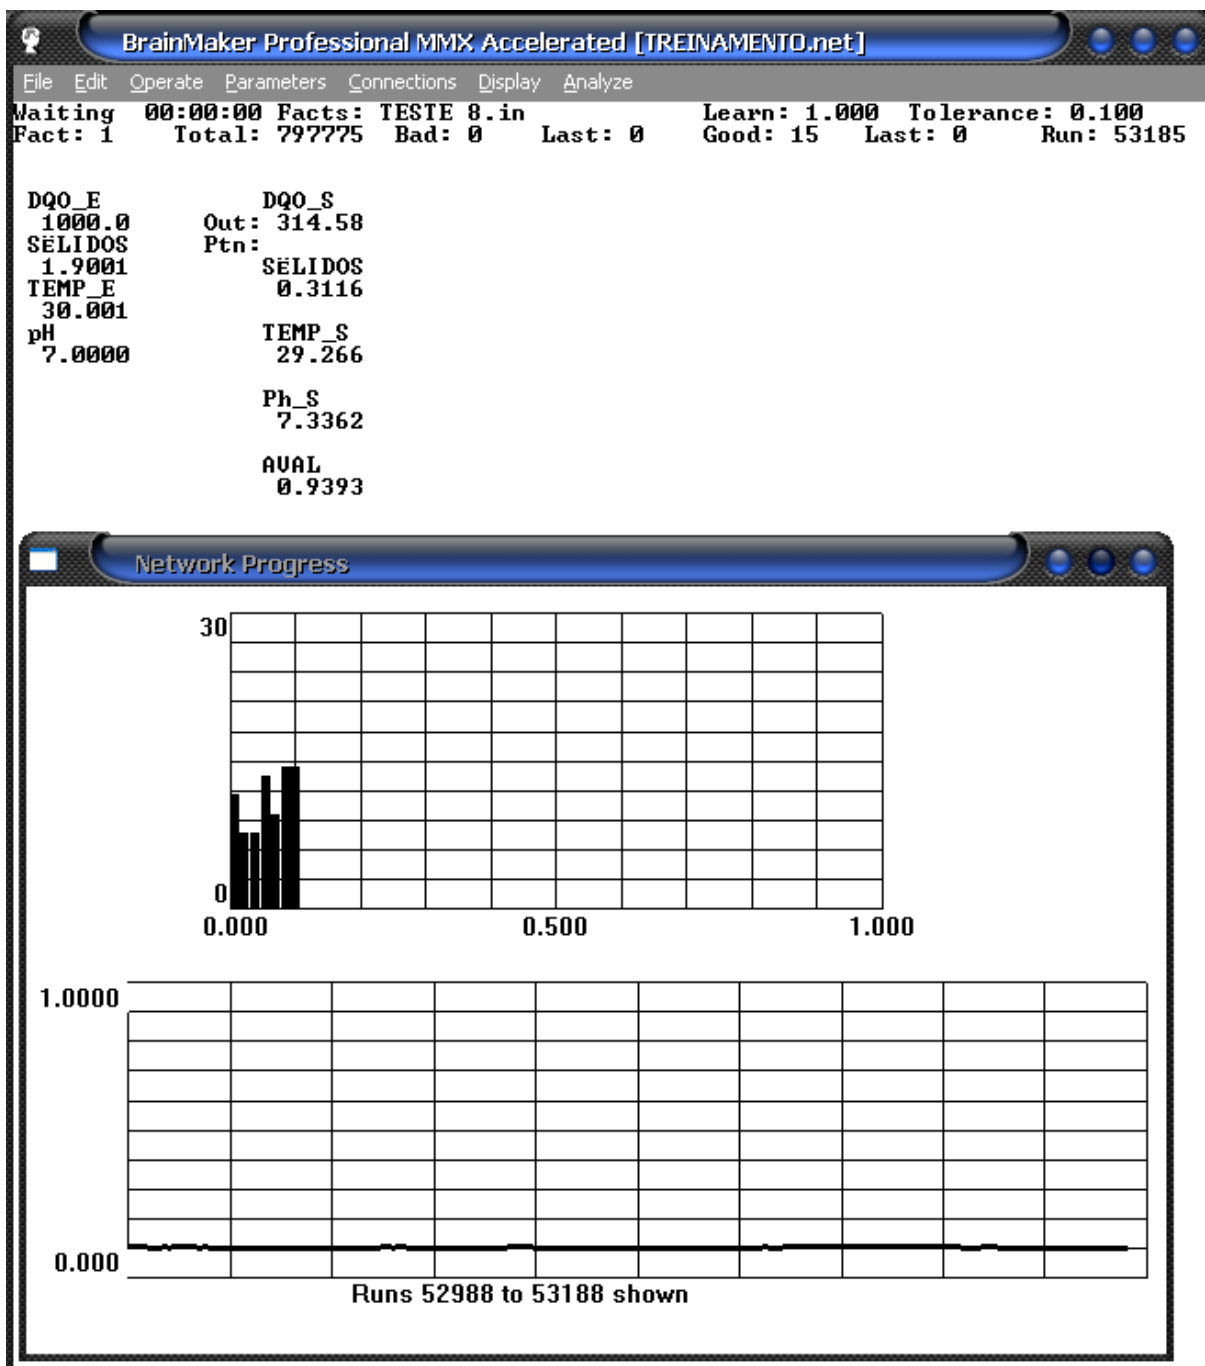 BrainMaker Professional MMX Accelerated [TREINAMENTO.net]
File Edit Operate Parameters Connections Display Analyze
Waiting 00:00:00 Facts: TESTE 8.in Learn: 1.000 Tolerance: 0.100
Fact: 1 Total: 797775 Bad: 0 Last: 0 Good: 15 Last: 0 Run: 53185
DQO_E DQO_S
1000.0 Out: 314.58
SËLIDOS Ptn:
1.9001 SËLIDOS
TEMP_E 0.3116
30.001
pH TEMP_S
7.0000 29.266
Ph_S
7.3362
AVAL
0.9393
Network Progress
30
0
0.000 0.500 1.000
1.0000
0.000
Runs 52988 to 53188 shown